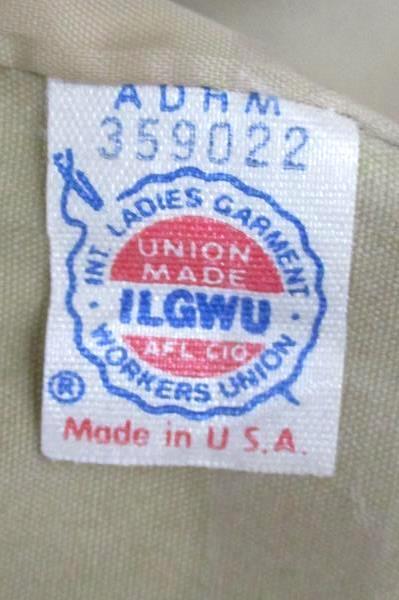 ADHM
359022
INT. LADIES GARMENT
UNION
MADE
ILGWU
AFL CIO
WORKERS UNION
®
Made in U S.A.